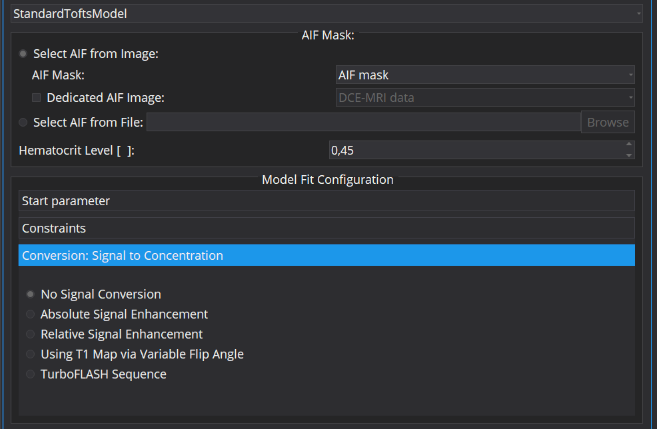 StandardToftsModel
AIF Mask:
Select AIF from Image:
AIF Mask: AIF mask
Dedicated AIF Image: DCE-MRI data
Select AIF from File: Browse
Hematocrit Level [ ]: 0,45
Model Fit Configuration
Start parameter
Constraints
Conversion: Signal to Concentration
No Signal Conversion
Absolute Signal Enhancement
Relative Signal Enhancement
Using T1 Map via Variable Flip Angle
TurboFLASH Sequence